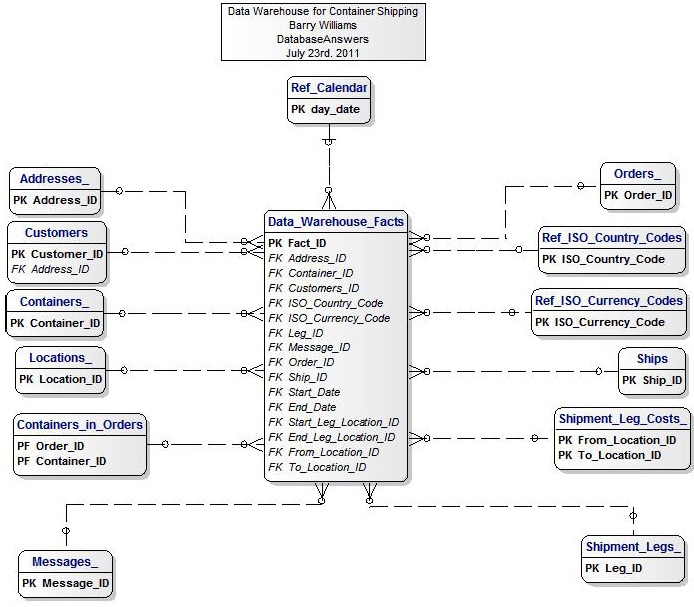 Data Warehouse for Container Shipping
Barry Williams
DatabaseAnswers
July 23rd. 2011
Ref_Calendar
PK day_date
Addresses_
PK Address_ID
Customers
PK Customer_ID
FK Address_ID
Containers_
PK Container_ID
Locations_
PK Location_ID
Containers_in_Orders
PF Order_ID
PF Container_ID
Messages_
PK Message_ID
Data_Warehouse_Facts
PK Fact_ID
FK Address_ID
FK Container_ID
FK Customers_ID
FK ISO_Country_Code
FK ISO_Currency_Code
FK Leg_ID
FK Message_ID
FK Order_ID
FK Ship_ID
FK Start_Date
FK End_Date
FK Start_Leg_Location_ID
FK End_Leg_Location_ID
FK From_Location_ID
FK To_Location_ID
Orders_
PK Order_ID
Ref_ISO_Country_Codes
PK ISO_Country_Code
Ref_ISO_Currency_Codes
PK ISO_Currency_Code
Ships
PK Ship_ID
Shipment_Leg_Costs_
PK From_Location_ID
PK To_Location_ID
Shipment_Legs_
PK Leg_ID